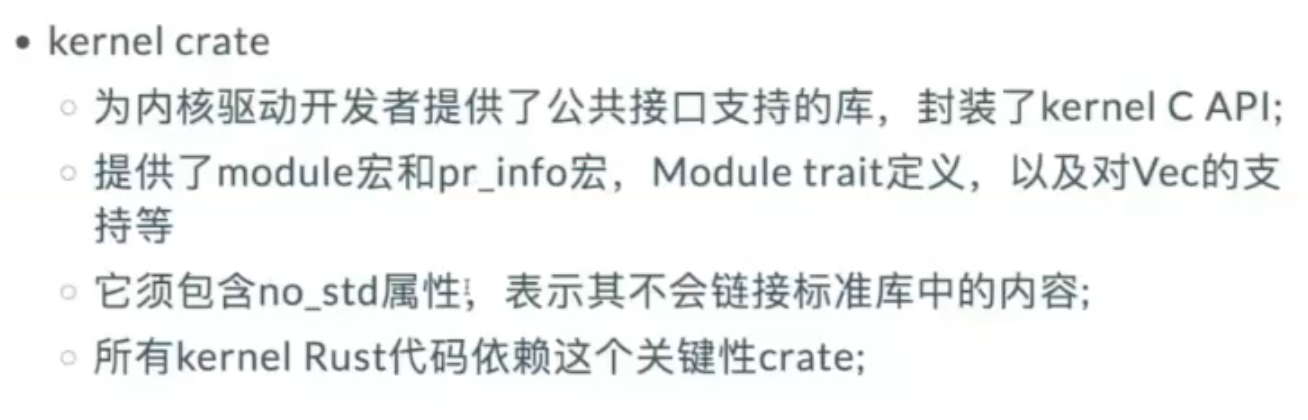 • kernel crate
○ 为内核驱动开发者提供了公共接口支持的库，封装了kernel C API;
○ 提供了module宏和pr_info宏，Module trait定义，以及对Vec的支
持等
○ 它须包含no_std属性，表示其不会链接标准库中的内容;
○ 所有kernel Rust代码依赖这个关键性crate;